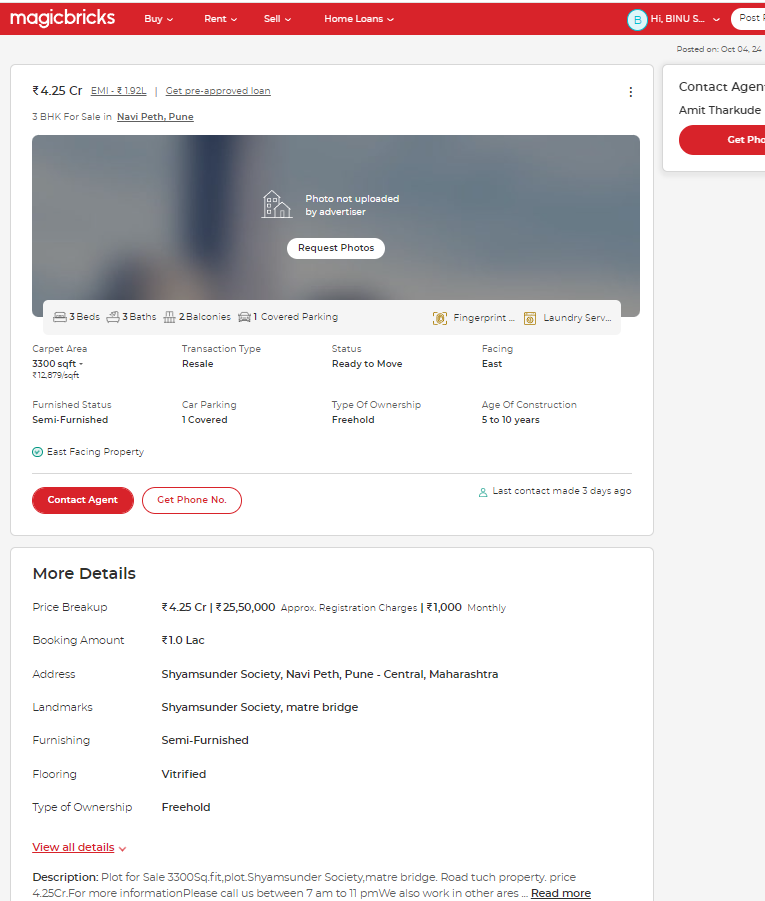 magicbricks Buy Rent Sell Home Loans B Hi, BINU S... Post
Posted on: Oct 04, 24
₹4.25 Cr EMI - ₹1.92L | Get pre-approved loan
3 BHK For Sale in Navi Peth, Pune
Contact Agen
Amit Tharkude
Get Pho
Photo not uploaded
by advertiser
Request Photos
3 Beds 3 Baths 2 Balconies 1 Covered Parking Fingerprint ... Laundry Serv...
Carpet Area Transaction Type Status Facing
3300 sqft Resale Ready to Move East
₹12,879/sqft
Furnished Status Car Parking Type Of Ownership Age Of Construction
Semi-Furnished 1 Covered Freehold 5 to 10 years
East Facing Property
Contact Agent Get Phone No. Last contact made 3 days ago
More Details
Price Breakup ₹4.25 Cr | ₹25,50,000 Approx. Registration Charges | ₹1,000 Monthly
Booking Amount ₹1.0 Lac
Address Shyamsunder Society, Navi Peth, Pune - Central, Maharashtra
Landmarks Shyamsunder Society, matre bridge
Furnishing Semi-Furnished
Flooring Vitrified
Type of Ownership Freehold
View all details
Description: Plot for Sale 3300Sq.fit,plot.Shyamsunder Society,matre bridge. Road tuch property. price
4.25Cr.For more informationPlease call us between 7 am to 11 pmWe also work in other ares ... Read more